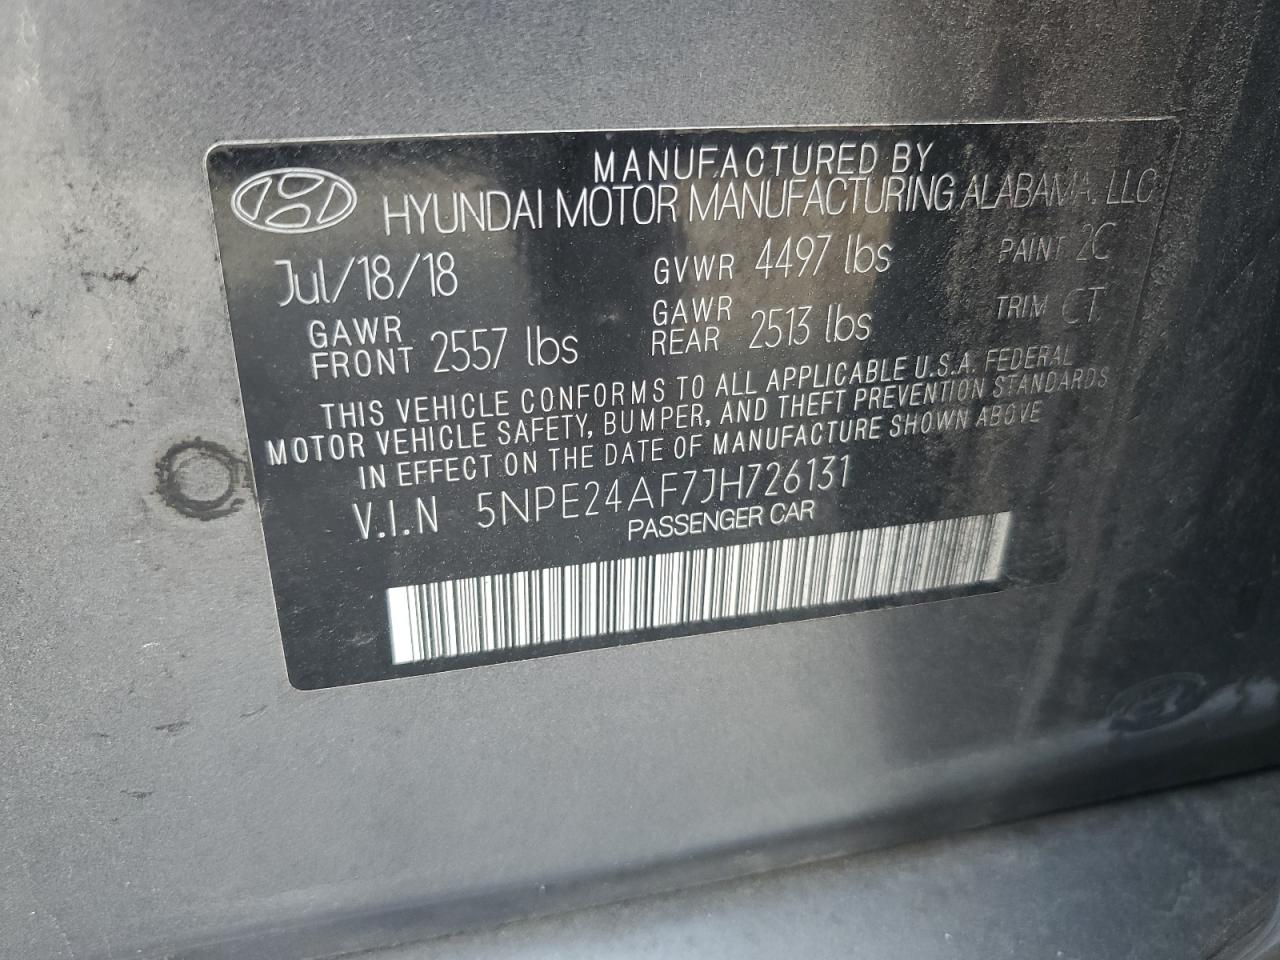 MANUFACTURED BY
HYUNDAI MOTOR MANUFACTURING ALABAMA, LLC
Jul/18/18 GVWR 4497 lbs PAINT 2C
GAWR FRONT 2557 lbs GAWR REAR 2513 lbs TRIM CT
THIS VEHICLE CONFORMS TO ALL APPLICABLE U.S.A. FEDERAL
MOTOR VEHICLE SAFETY, BUMPER, AND THEFT PREVENTION STANDARDS
IN EFFECT ON THE DATE OF MANUFACTURE SHOWN ABOVE
V.I.N 5NPE24AF7JH726131
PASSENGER CAR